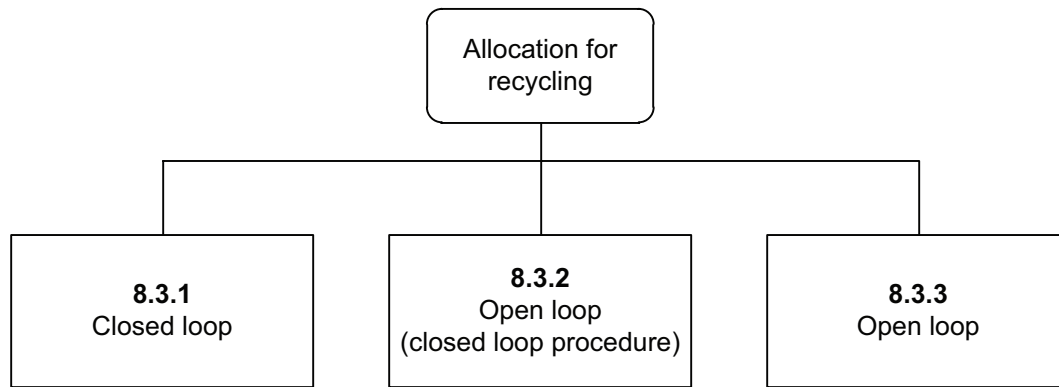 Allocation for
recycling
8.3.1
Closed loop
8.3.2
Open loop
(closed loop procedure)
8.3.3
Open loop